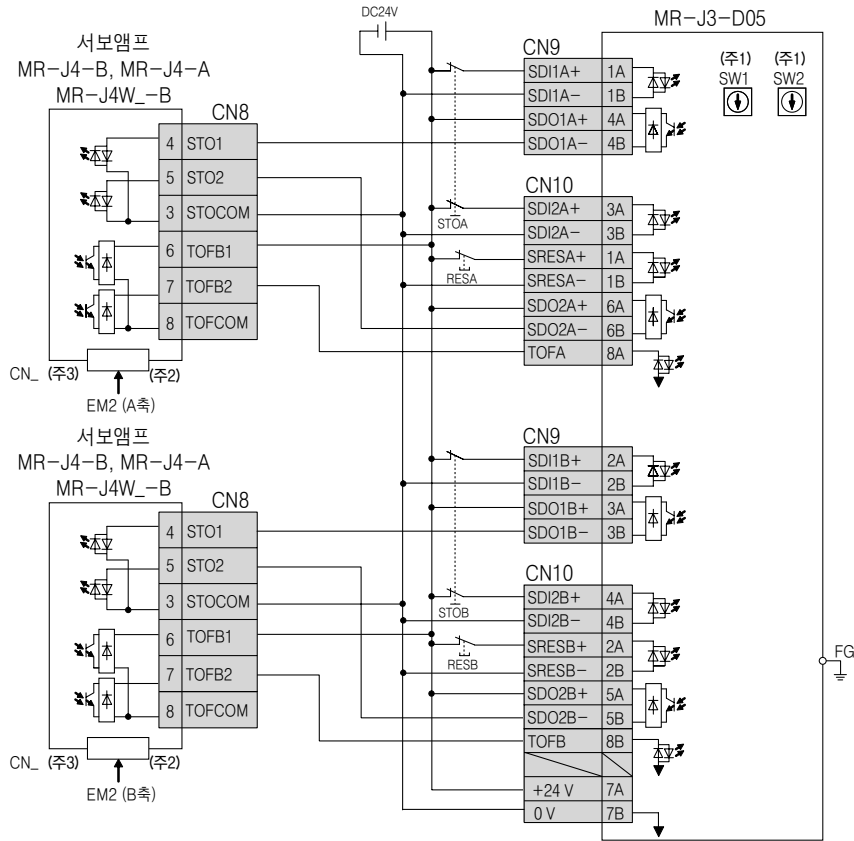 DC24V
MR-J3-D05
서보앰프
MR-J4-B, MR-J4-A
MR-J4W_-B
CN8
4 STO1
5 STO2
3 STOCOM
6 TOFB1
7 TOFB2
8 TOFCOM
CN_ (주3)
(주2)
EM2 (A축)
STOA
RESA
CN9
SDI1A+ 1A
SDI1A- 1B
SDO1A+ 4A
SDO1A- 4B
(주1)
SW1
(주1)
SW2
CN10
SDI2A+ 3A
SDI2A- 3B
SRESA+ 1A
SRESA- 1B
SDO2A+ 6A
SDO2A- 6B
TOFA 8A
서보앰프
MR-J4-B, MR-J4-A
MR-J4W_-B
CN8
4 STO1
5 STO2
3 STOCOM
6 TOFB1
7 TOFB2
8 TOFCOM
CN_ (주3)
(주2)
EM2 (B축)
STOB
RESB
CN9
SDI1B+ 2A
SDI1B- 2B
SDO1B+ 3A
SDO1B- 3B
CN10
SDI2B+ 4A
SDI2B- 4B
SRESB+ 2A
SRESB- 2B
SDO2B+ 5A
SDO2B- 5B
TOFB 8B
+24 V 7A
0 V 7B
FG